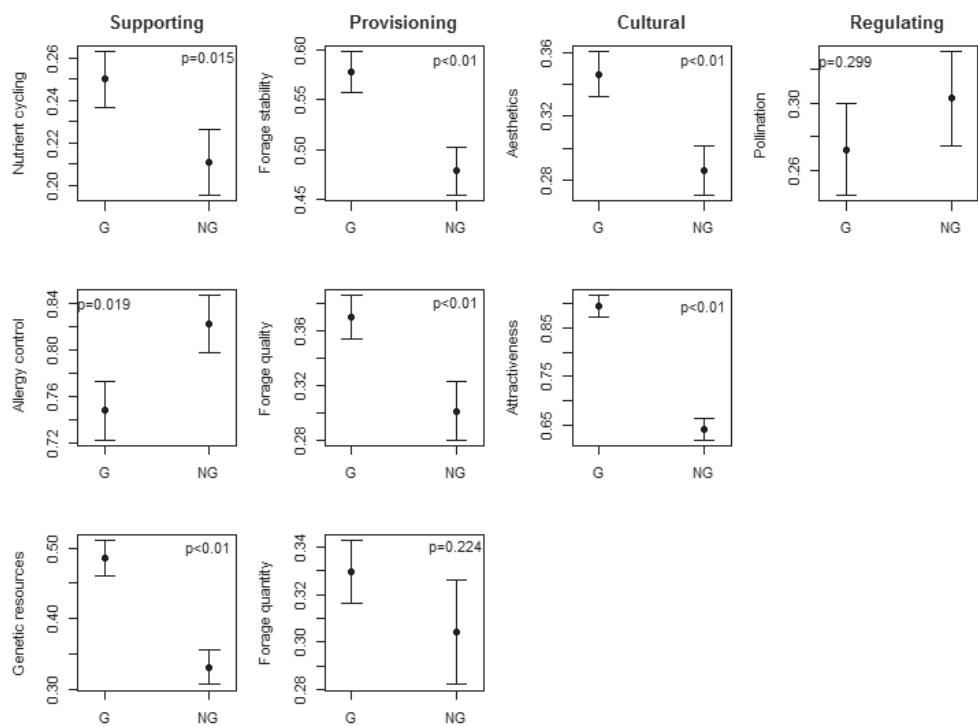 Supporting
Provisioning
Cultural
Regulating
Nutrient cycling
0.20
0.22
0.24
0.26
p=0.015
G
NG
Forage stability
0.45
0.50
0.55
0.60
p<0.01
G
NG
Aesthetics
0.28
0.32
0.36
p<0.01
G
NG
Pollination
0.26
0.30
p=0.299
G
NG
Allergy control
0.72
0.76
0.80
0.84
p=0.019
G
NG
Forage quality
0.28
0.32
0.36
p<0.01
G
NG
Attractiveness
0.65
0.75
0.85
p<0.01
G
NG
Genetic resources
0.30
0.40
0.50
p<0.01
G
NG
Forage quantity
0.28
0.30
0.32
0.34
p=0.224
G
NG